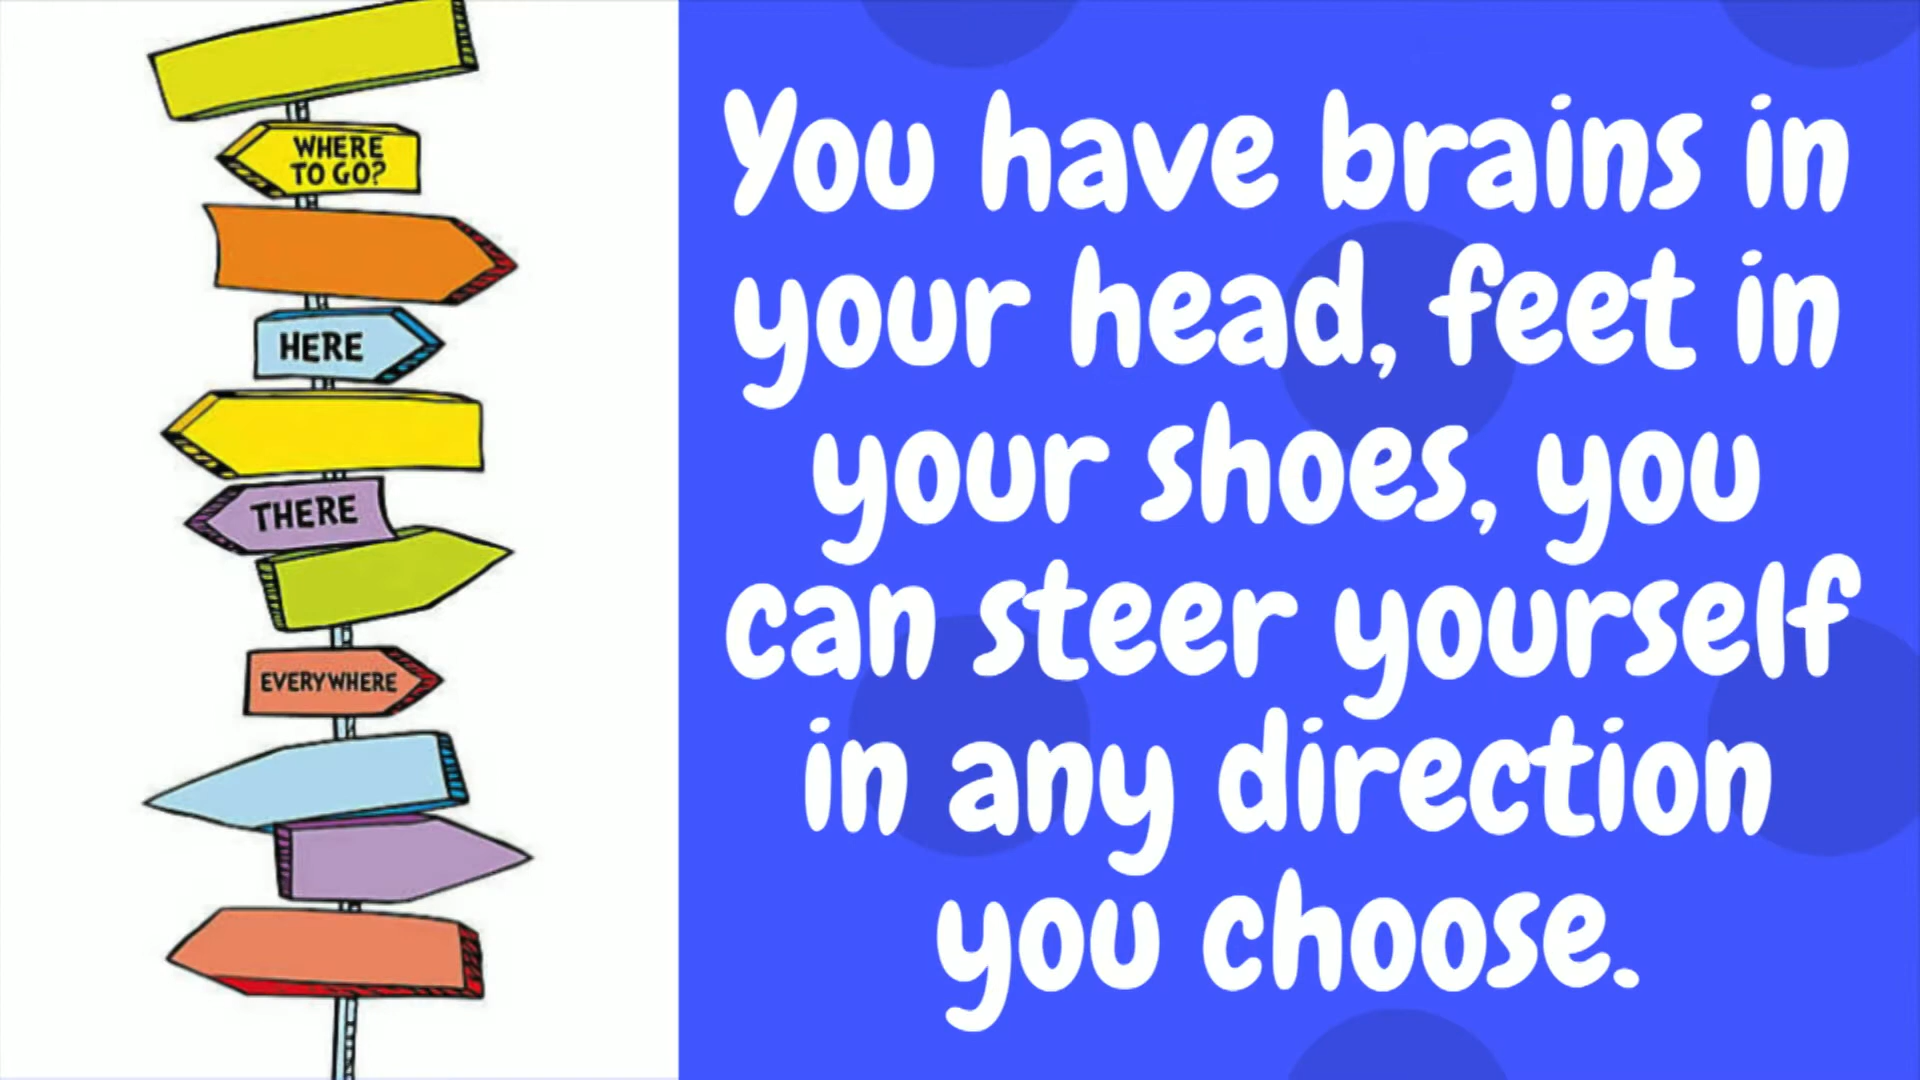 WHERE
TO GO?
HERE
THERE
EVERYWHERE
You have brains in
your head, feet in
your shoes, you
can steer yourself
in any direction
you choose.